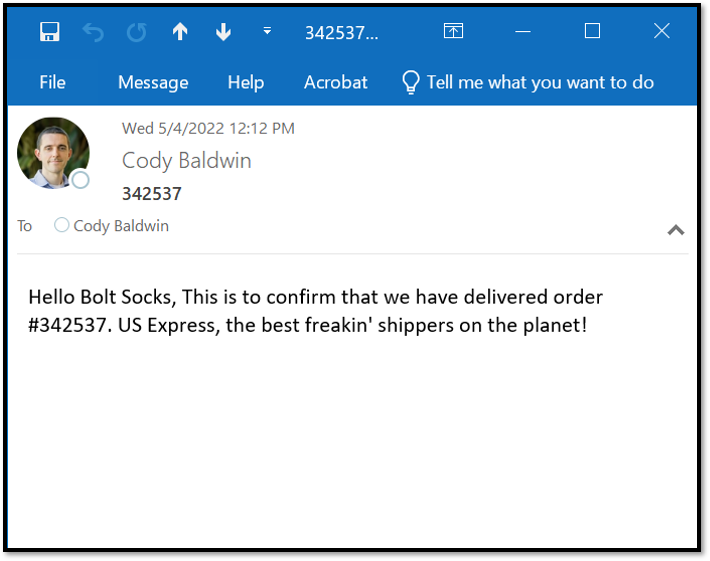 342537...
File Message Help Acrobat Tell me what you want to do
Wed 5/4/2022 12:12 PM
Cody Baldwin
342537
To Cody Baldwin
Hello Bolt Socks, This is to confirm that we have delivered order
#342537. US Express, the best freakin' shippers on the planet!